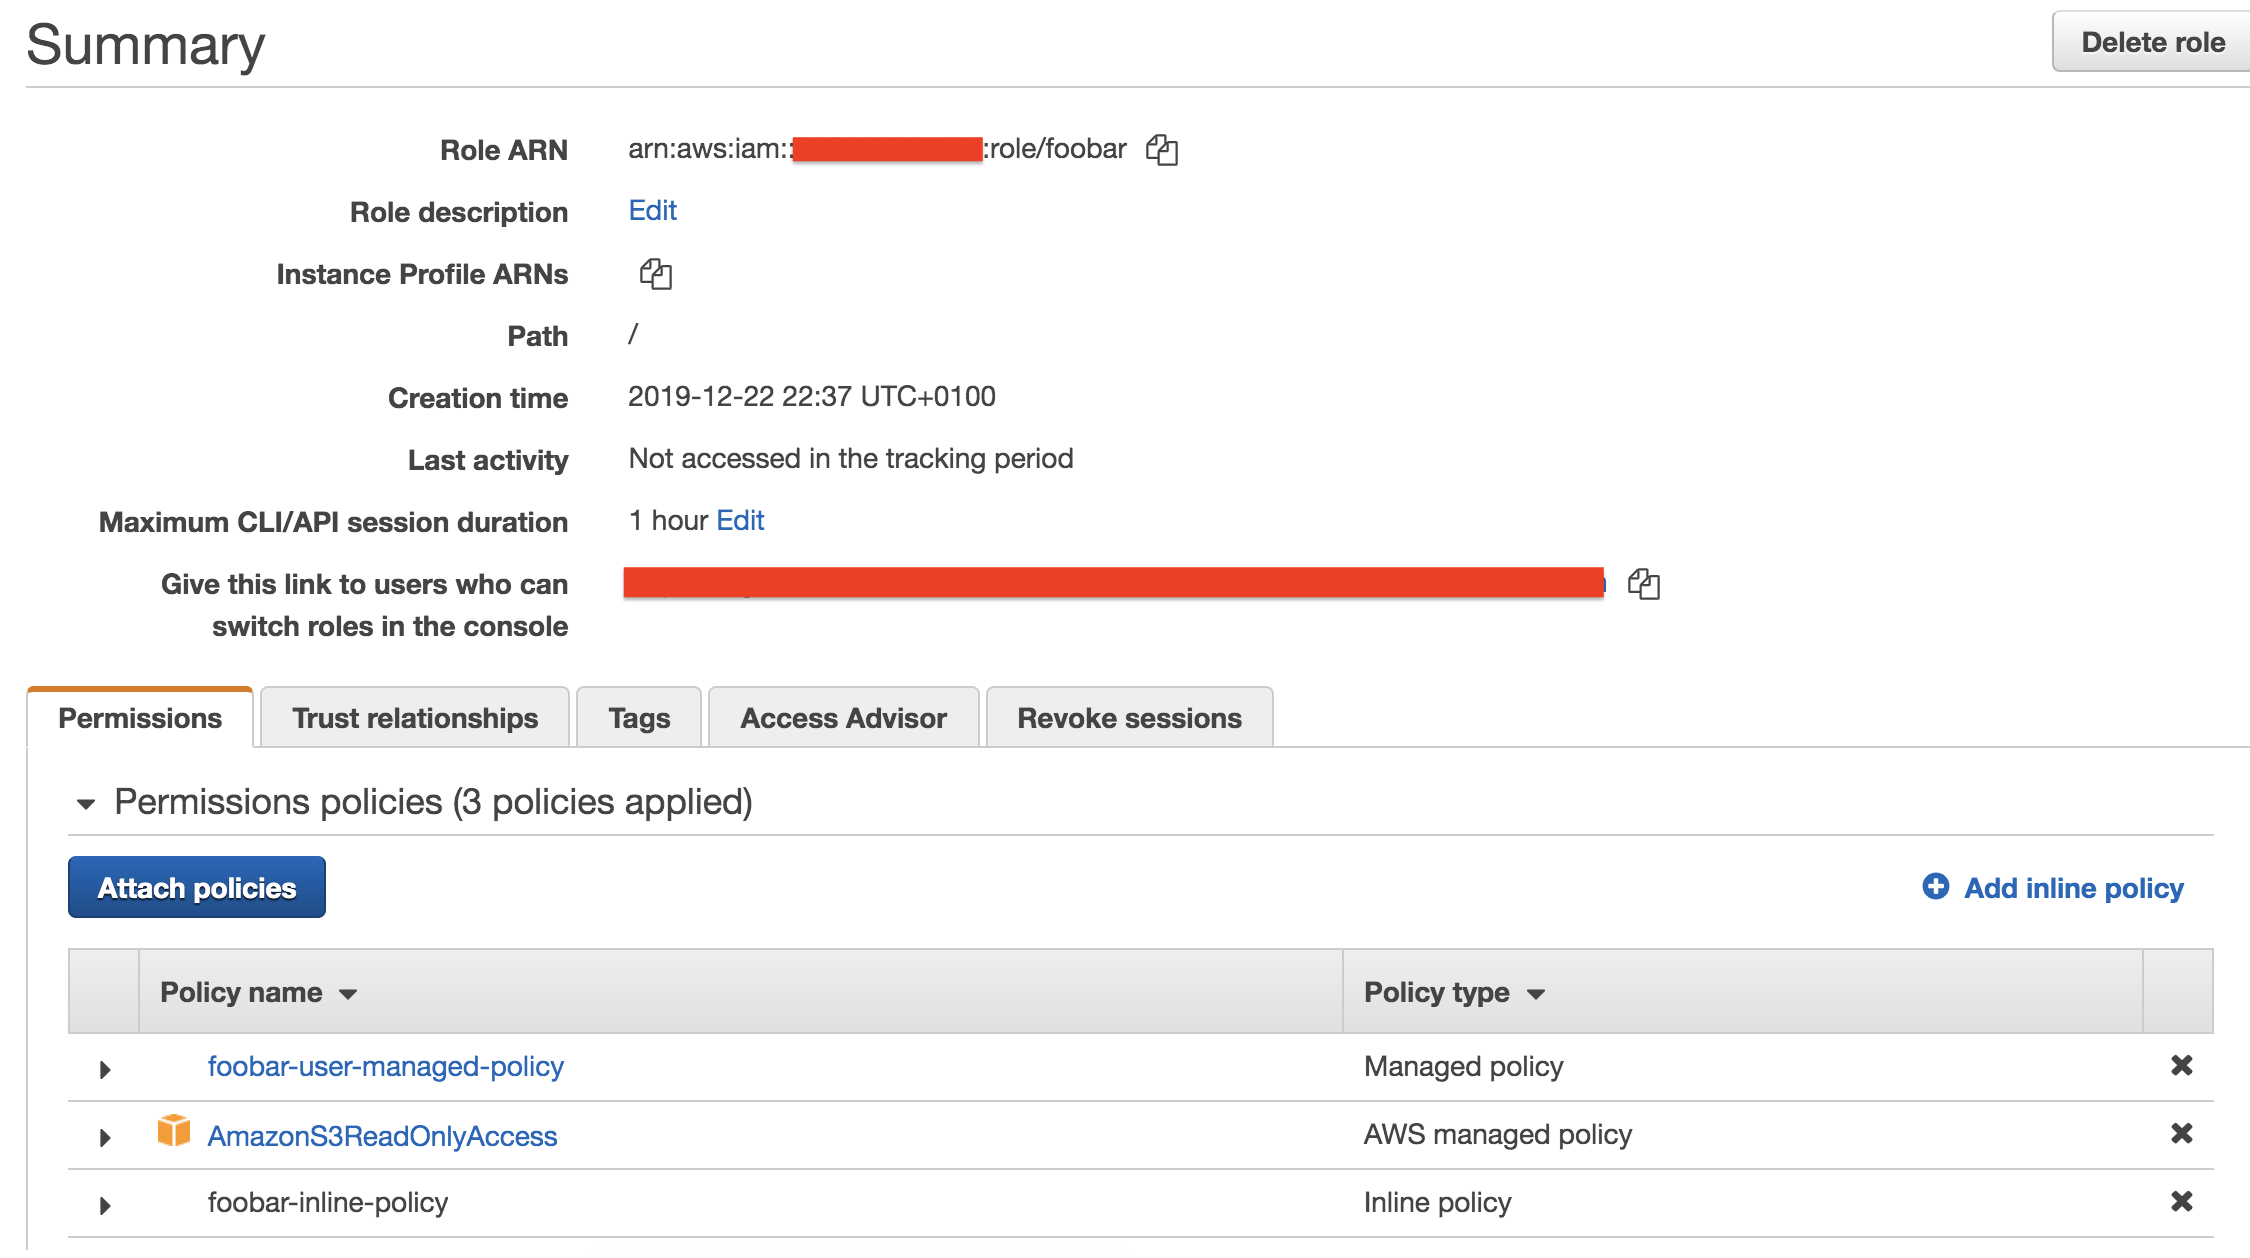 Summary
Delete role
Role ARN arn:aws:iam:: :role/foobar
Role description Edit
Instance Profile ARNs
Path /
Creation time 2019-12-22 22:37 UTC+0100
Last activity Not accessed in the tracking period
Maximum CLI/API session duration 1 hour Edit
Give this link to users who can
switch roles in the console
Permissions Trust relationships Tags Access Advisor Revoke sessions
Permissions policies (3 policies applied)
Attach policies Add inline policy
Policy name Policy type
foobar-user-managed-policy Managed policy
AmazonS3ReadOnlyAccess AWS managed policy
foobar-inline-policy Inline policy